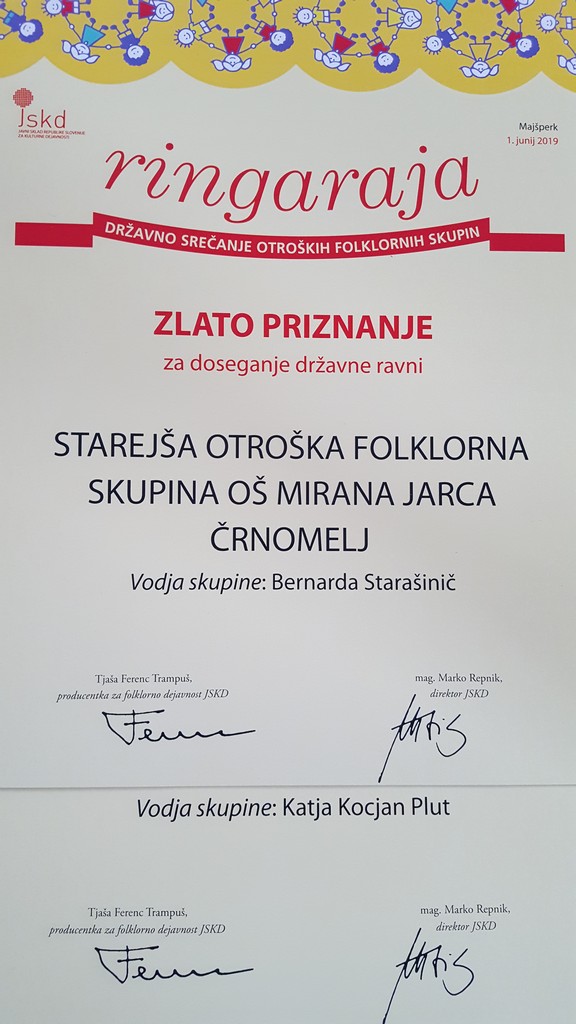 Jskd
JAVNI SKLAD REPUBLIKE SLOVENIJE
ZA KULTURNE DEJAVNOSTI
Majšperk
1. junij 2019
ringaraja
DRŽAVNO SREČANJE OTROŠKIH FOLKLORNIH SKUPIN
ZLATO PRIZNANJE
za doseganje državne ravni
STAREJŠA OTROŠKA FOLKLORNA
SKUPINA OŠ MIRANA JARCA
ČRNOMELJ
Vodja skupine: Bernarda Starašinič
Tjaša Ferenc Trampuš,
producentka za folklorno dejavnost JSKD
mag. Marko Repnik,
direktor JSKD
Vodja skupine: Katja Kocjan Plut
Tjaša Ferenc Trampuš,
producentka za folklorno dejavnost JSKD
mag. Marko Repnik,
direktor JSKD